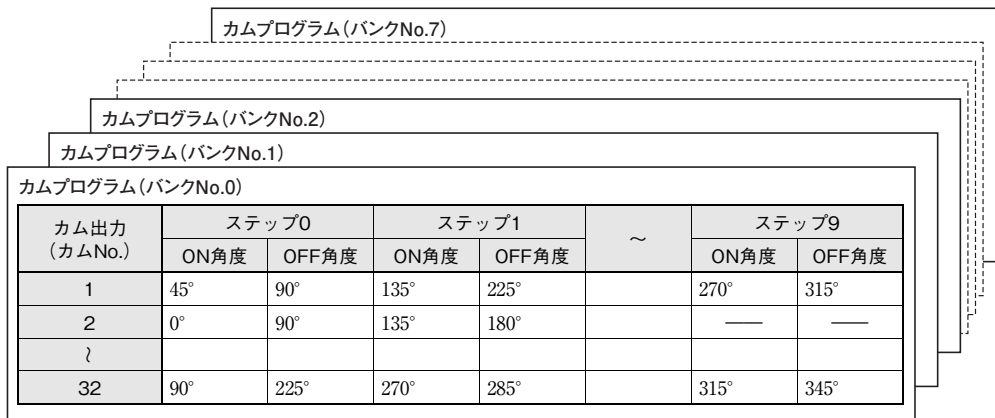 カムプログラム(バンクNo.7)
カムプログラム(バンクNo.2)
カムプログラム(バンクNo.1)
カムプログラム(バンクNo.0)
カム出力 ステップ0 ステップ1 ～ ステップ9
(カムNo.) ON角度 OFF角度 ON角度 OFF角度 ON角度 OFF角度
1 45° 90° 135° 225° 270° 315°
2 0° 90° 135° 180° —— ——
～
32 90° 225° 270° 285° 315° 345°